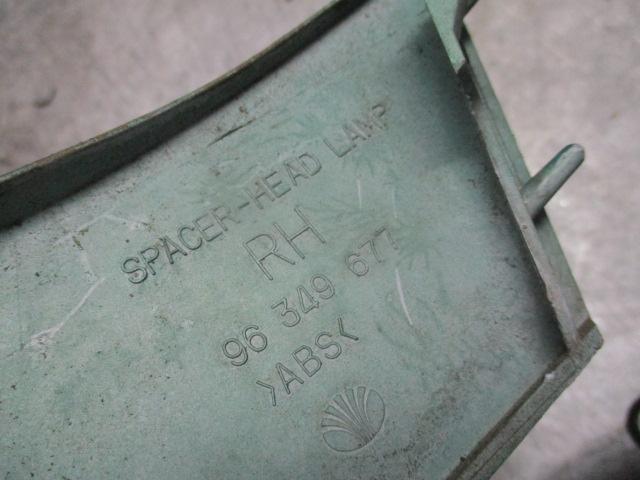 SPACER-HEAD LAMP
RH
96 349 677
>ABS<